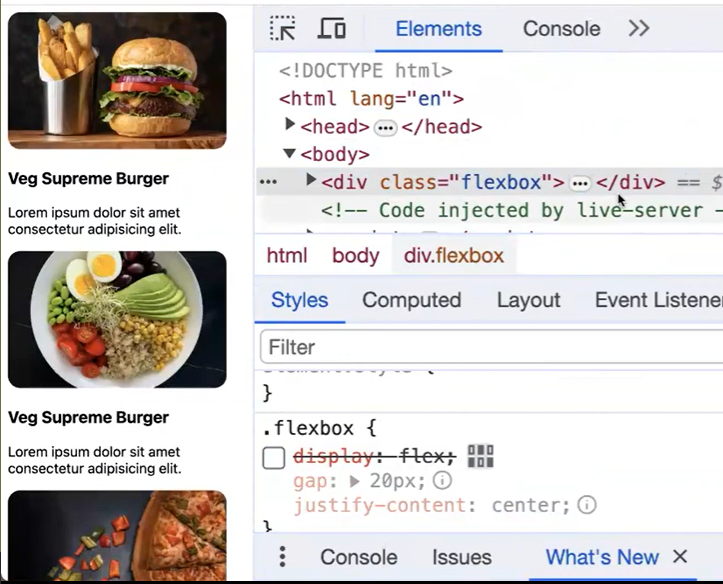 Veg Supreme Burger
Lorem ipsum dolor sit amet
consectetur adipisicing elit.
Veg Supreme Burger
Lorem ipsum dolor sit amet
consectetur adipisicing elit.
Elements Console >>
<!DOCTYPE html>
<html lang="en">
▶<head> ••• </head>
▼<body>
••• ▶<div class="flexbox"> ••• </div> == $
<!-- Code injected by live-server -
html body div.flexbox
Styles Computed Layout Event Listener
Filter
}
.flexbox {
display: flex;
gap: ▶ 20px;
justify-content: center;
}
Console Issues What's New ×